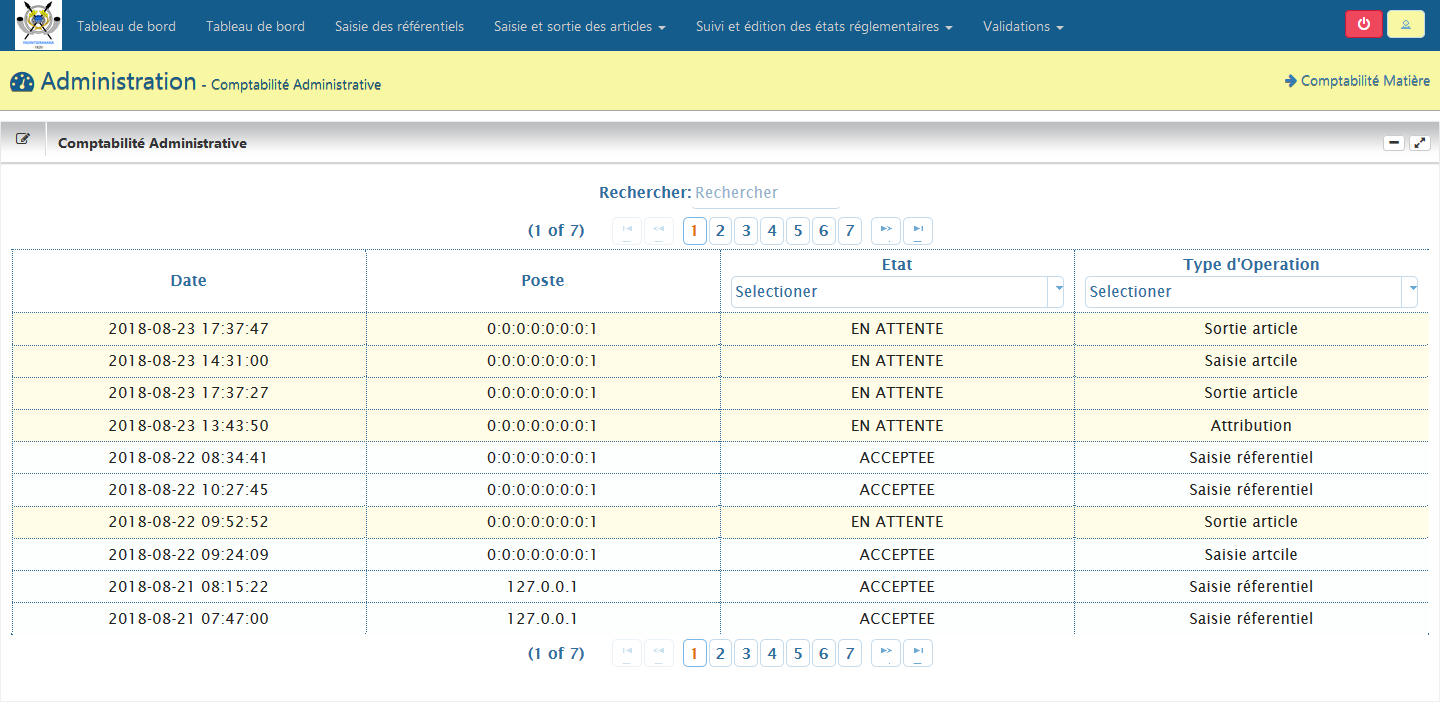 Tableau de bord Tableau de bord Saisie des référentiels Saisie et sortie des articles Suivi et édition des états réglementaires Validations
Administration - Comptabilité Administrative Comptabilité Matière
Comptabilité Administrative
Rechercher: Rechercher
(1 of 7) 1 2 3 4 5 6 7
Date Poste Etat Type d'Operation
Selectioner Selectioner
2018-08-23 17:37:47 0:0:0:0:0:0:0:1 EN ATTENTE Sortie article
2018-08-23 14:31:00 0:0:0:0:0:0:0:1 EN ATTENTE Saisie artcile
2018-08-23 17:37:27 0:0:0:0:0:0:0:1 EN ATTENTE Sortie article
2018-08-23 13:43:50 0:0:0:0:0:0:0:1 EN ATTENTE Attribution
2018-08-22 08:34:41 0:0:0:0:0:0:0:1 ACCEPTEE Saisie réferentiel
2018-08-22 10:27:45 0:0:0:0:0:0:0:1 ACCEPTEE Saisie réferentiel
2018-08-22 09:52:52 0:0:0:0:0:0:0:1 EN ATTENTE Sortie article
2018-08-22 09:24:09 0:0:0:0:0:0:0:1 ACCEPTEE Saisie artcile
2018-08-21 08:15:22 127.0.0.1 ACCEPTEE Saisie réferentiel
2018-08-21 07:47:00 127.0.0.1 ACCEPTEE Saisie réferentiel
(1 of 7) 1 2 3 4 5 6 7